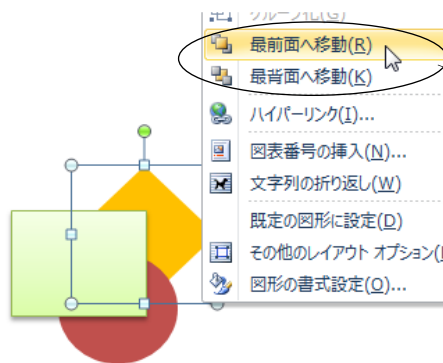 グループ化(G)
最前面へ移動(R)
最背面へ移動(K)
ハイパーリンク(I)...
図表番号の挿入(N)...
文字列の折り返し(W)
既定の図形に設定(D)
その他のレイアウト オプション(
図形の書式設定(O)...